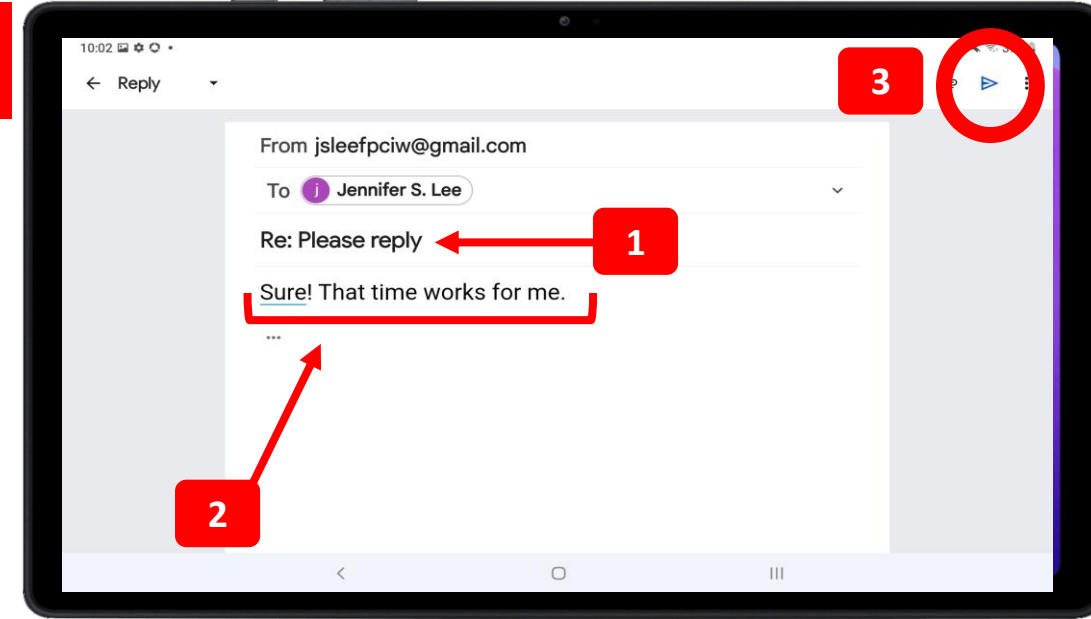 10:02
Reply
3
From jsleefpciw@gmail.com
To j Jennifer S. Lee
Re: Please reply
1
Sure! That time works for me.
...
2